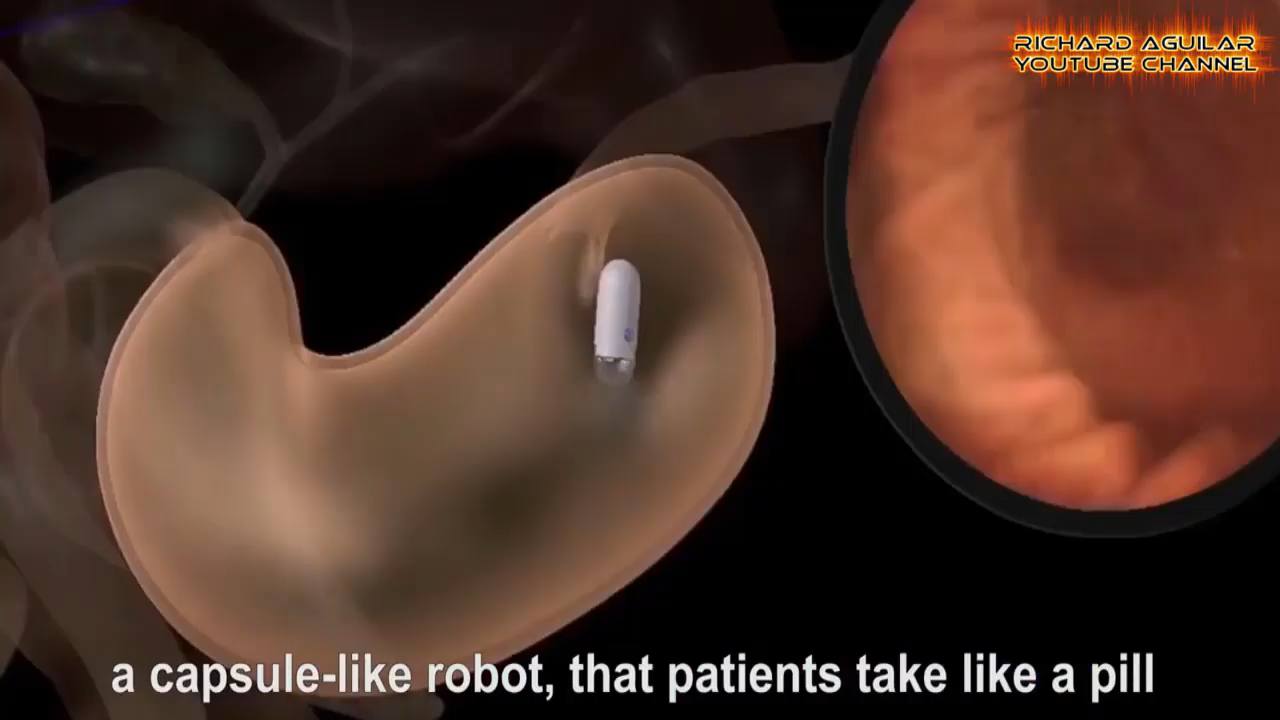 RICHARD AGUILAR
YOUTUBE CHANNEL
a capsule-like robot, that patients take like a pill